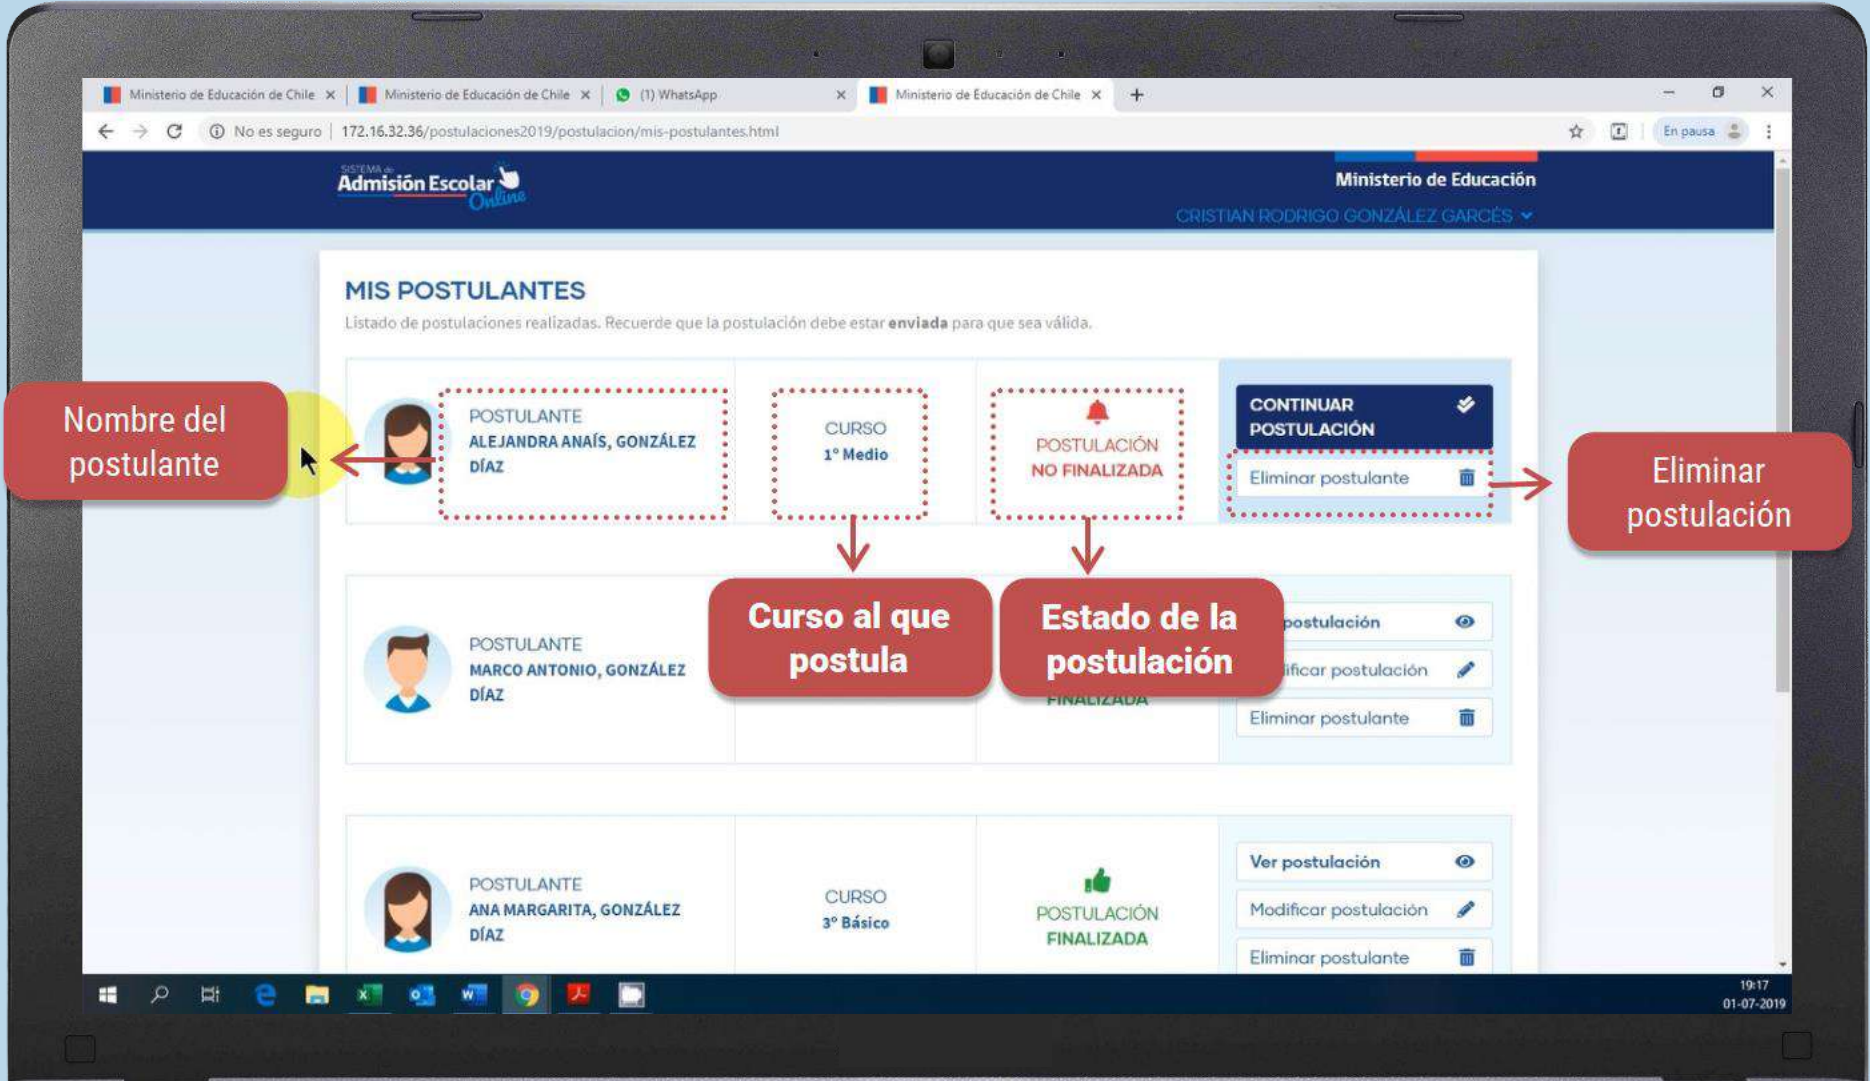 Ministerio de Educación de Chile
Ministerio de Educación de Chile
(1) WhatsApp
Ministerio de Educación de Chile
No es seguro
172.16.32.36/postulaciones2019/postulacion/mis-postulantes.html
En pausa
SISTEMA de
Admisión Escolar
Online
Ministerio de Educación
CRISTIAN RODRIGO GONZÁLEZ GARCÉS
MIS POSTULANTES
Listado de postulaciones realizadas. Recuerde que la postulación debe estar enviada para que sea válida.
Nombre del
postulante
POSTULANTE
ALEJANDRA ANAÍS, GONZÁLEZ
DÍAZ
CURSO
1º Medio
POSTULACIÓN
NO FINALIZADA
CONTINUAR
POSTULACIÓN
Eliminar postulante
Eliminar
postulación
Curso al que
postula
Estado de la
postulación
POSTULANTE
MARCO ANTONIO, GONZÁLEZ
DÍAZ
FINALIZADA
postulación
ificar postulación
Eliminar postulante
POSTULANTE
ANA MARGARITA, GONZÁLEZ
DÍAZ
CURSO
3º Básico
POSTULACIÓN
FINALIZADA
Ver postulación
Modificar postulación
Eliminar postulante
19:17
01-07-2019